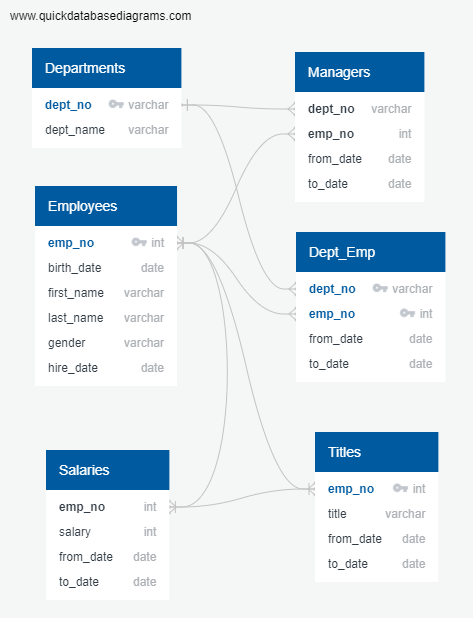 www.quickdatabasediagrams.com
Departments
dept_no varchar
dept_name varchar
Managers
dept_no varchar
emp_no int
from_date date
to_date date
Employees
emp_no int
birth_date date
first_name varchar
last_name varchar
gender varchar
hire_date date
Dept_Emp
dept_no varchar
emp_no int
from_date date
to_date date
Salaries
emp_no int
salary int
from_date date
to_date date
Titles
emp_no int
title varchar
from_date date
to_date date